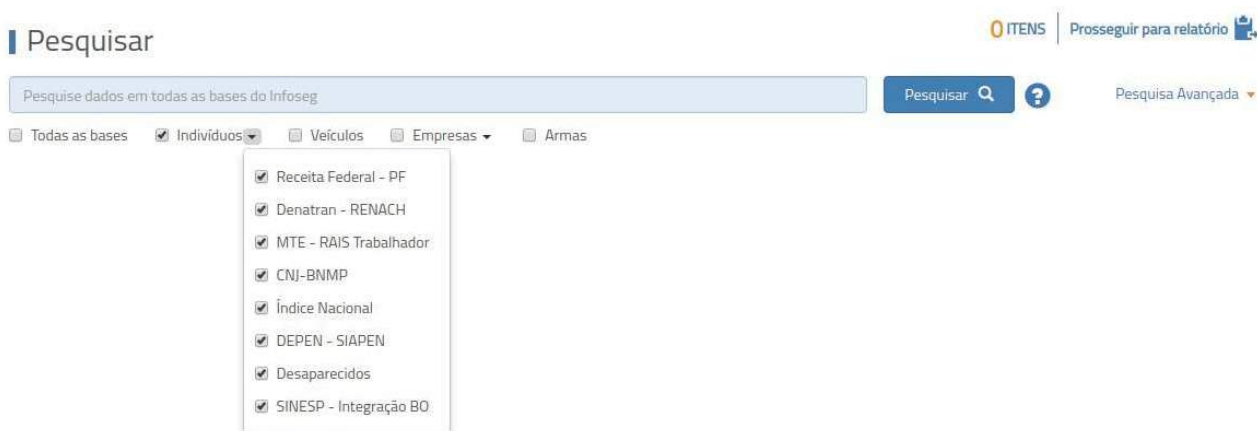 0 ITENS Prosseguir para relatório
Pesquisar
Pesquise dados em todas as bases do Infoseg Pesquisar ? Pesquisa Avançada
Todas as bases Indivíduos Veículos Empresas Armas
Receita Federal - PF
Denatran - RENACH
MTE - RAIS Trabalhador
CNJ-BNMP
Índice Nacional
DEPEN - SIAPEN
Desaparecidos
SINESP - Integração BO